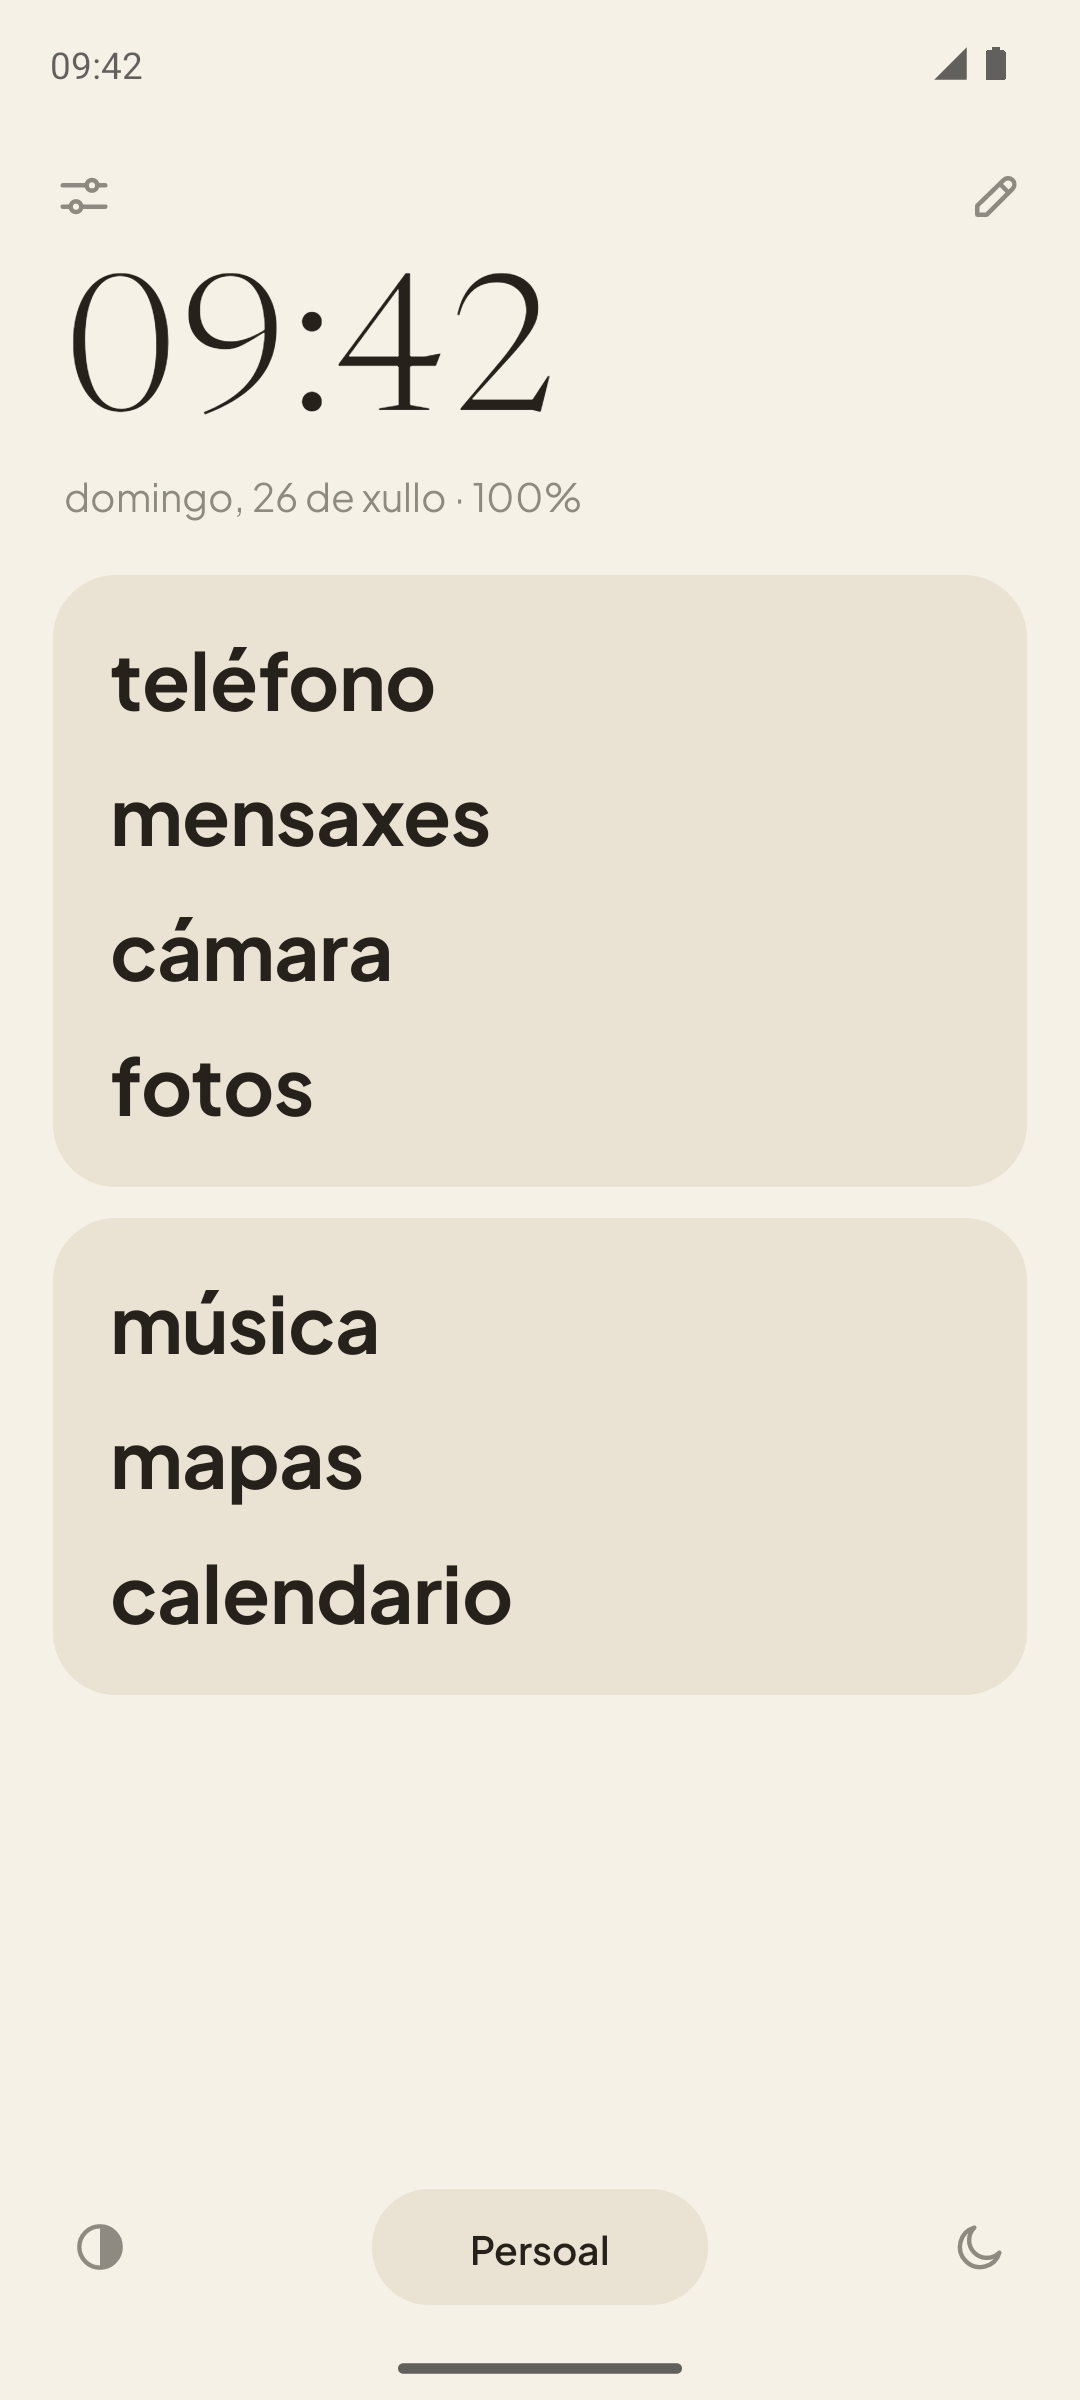 09:42
09:42
domingo, 26 de xullo · 100%
teléfono
mensaxes
cámara
fotos
música
mapas
calendario
Persoal